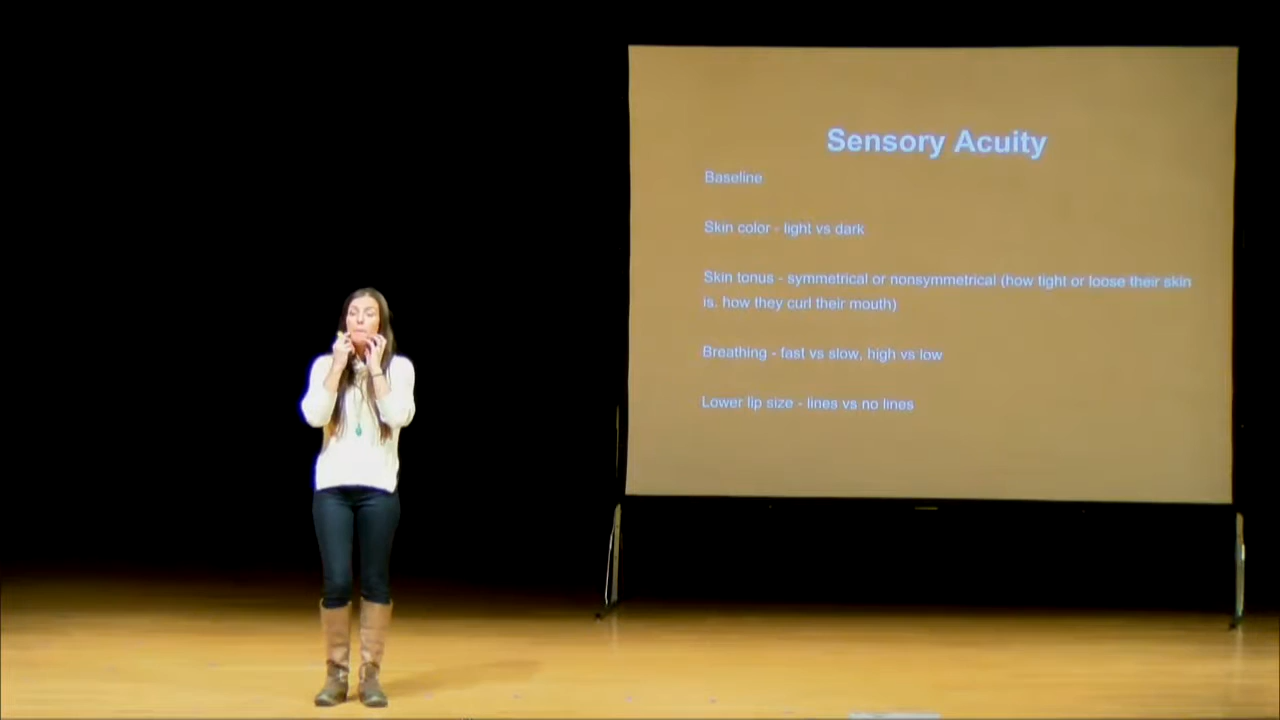 Sensory Acuity
Baseline
Skin color - light vs dark
Skin tonus - symmetrical or nonsymmetrical (how tight or loose their skin
is. how they curl their mouth)
Breathing - fast vs slow, high vs low
Lower lip size - lines vs no lines